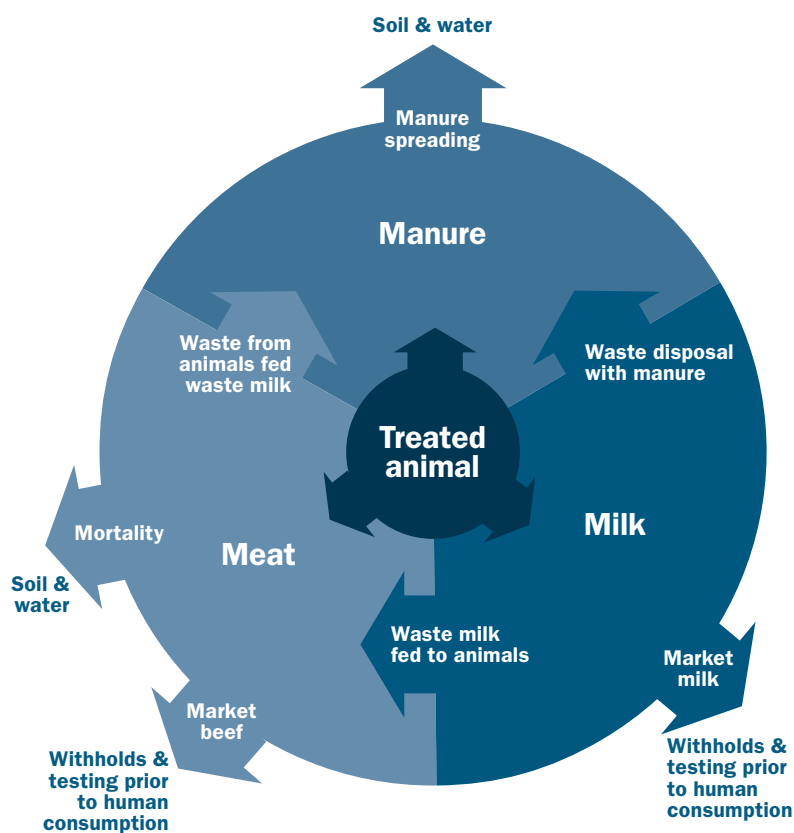 Soil & water
Manure
spreading
Manure
Waste from
animals fed
waste milk
Waste disposal
with manure
Treated
animal
Mortality
Meat
Milk
Soil &
water
Waste milk
fed to animals
Market
milk
Market
beef
Withholds &
testing prior
to human
consumption
Withholds &
testing prior
to human
consumption